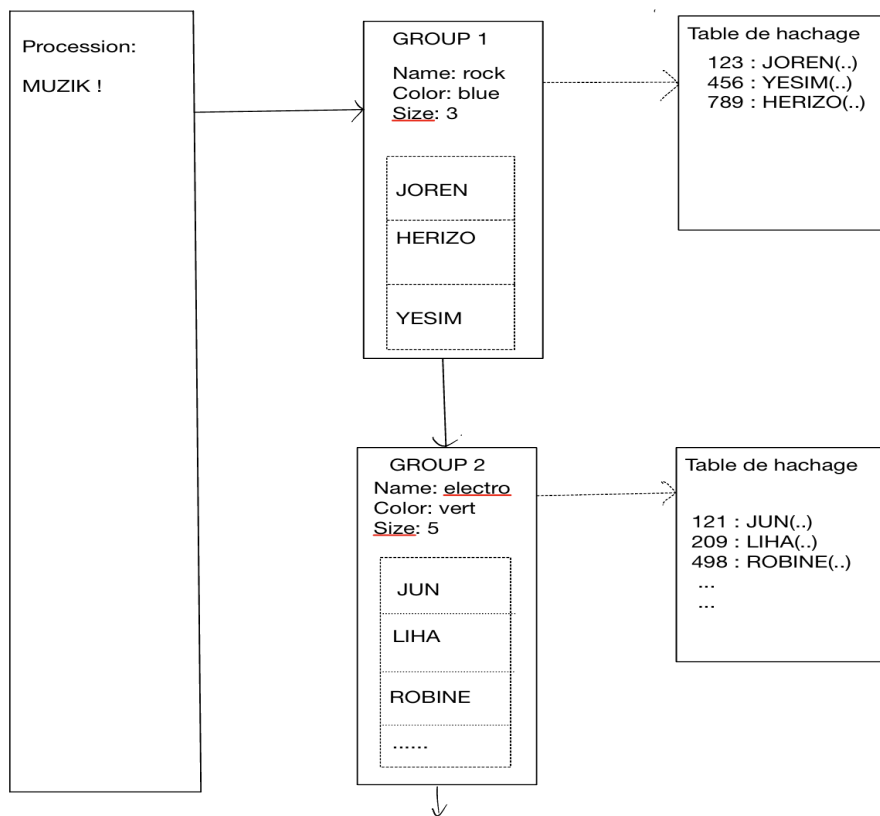 Procession:
MUZIK !
GROUP 1
Name: rock
Color: blue
Size: 3
JOREN
HERIZO
YESIM
Table de hachage
123 : JOREN(..)
456 : YESIM(..)
789 : HERIZO(..)
GROUP 2
Name: electro
Color: vert
Size: 5
JUN
LIHA
ROBINE
......
Table de hachage
121 : JUN(..)
209 : LIHA(..)
498 : ROBINE(..)
...
...